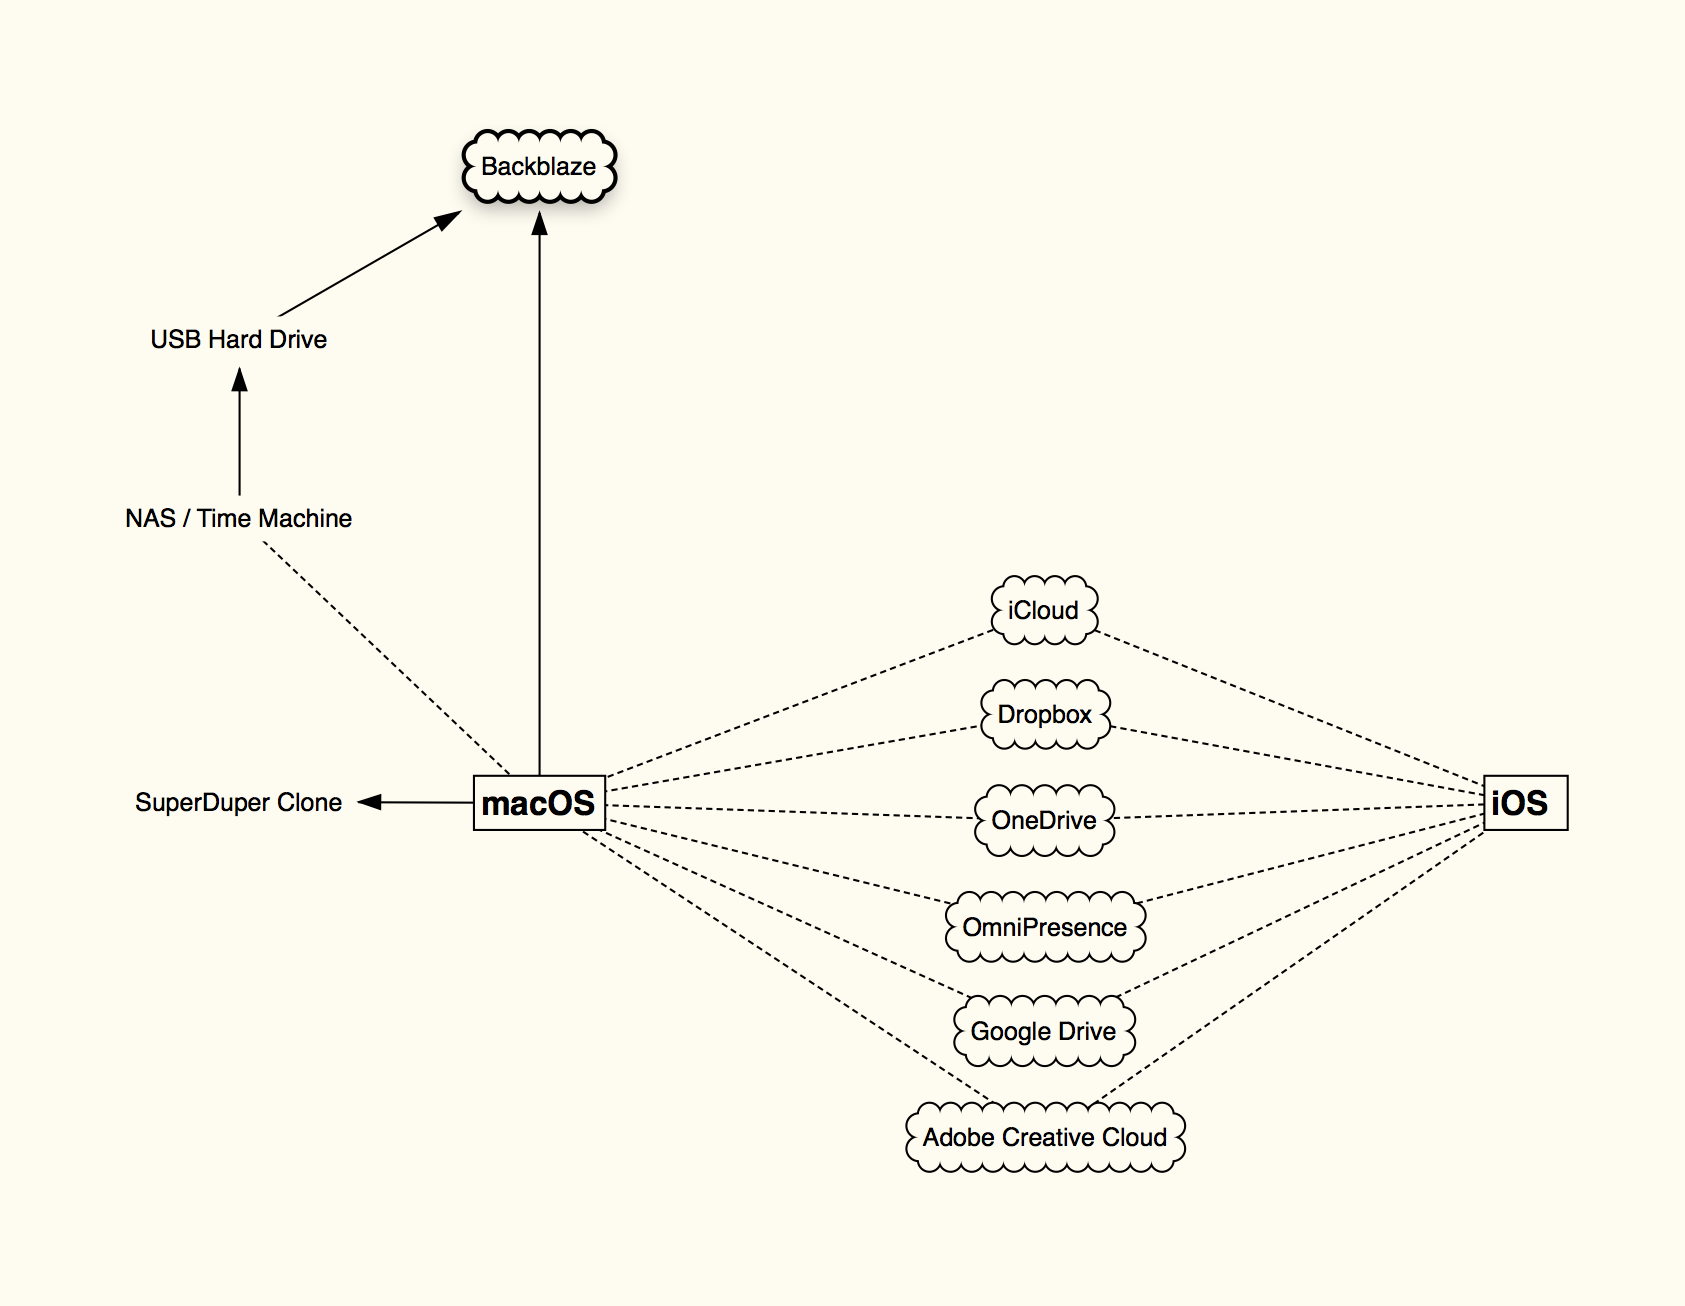 Backblaze
USB Hard Drive
NAS / Time Machine
iCloud
Dropbox
SuperDuper Clone
macOS
iOS
OneDrive
OmniPresence
Google Drive
Adobe Creative Cloud